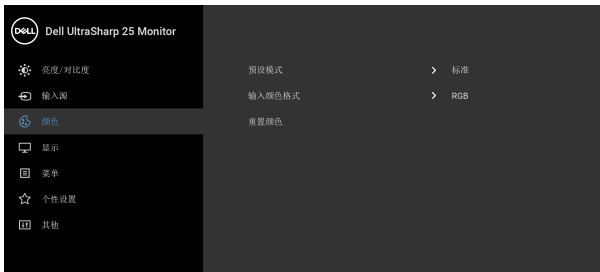 DELL Dell UltraSharp 25 Monitor
亮度/对比度 预设模式 标准
输入源 输入颜色格式 RGB
颜色 重置颜色
显示
菜单
个性设置
其他